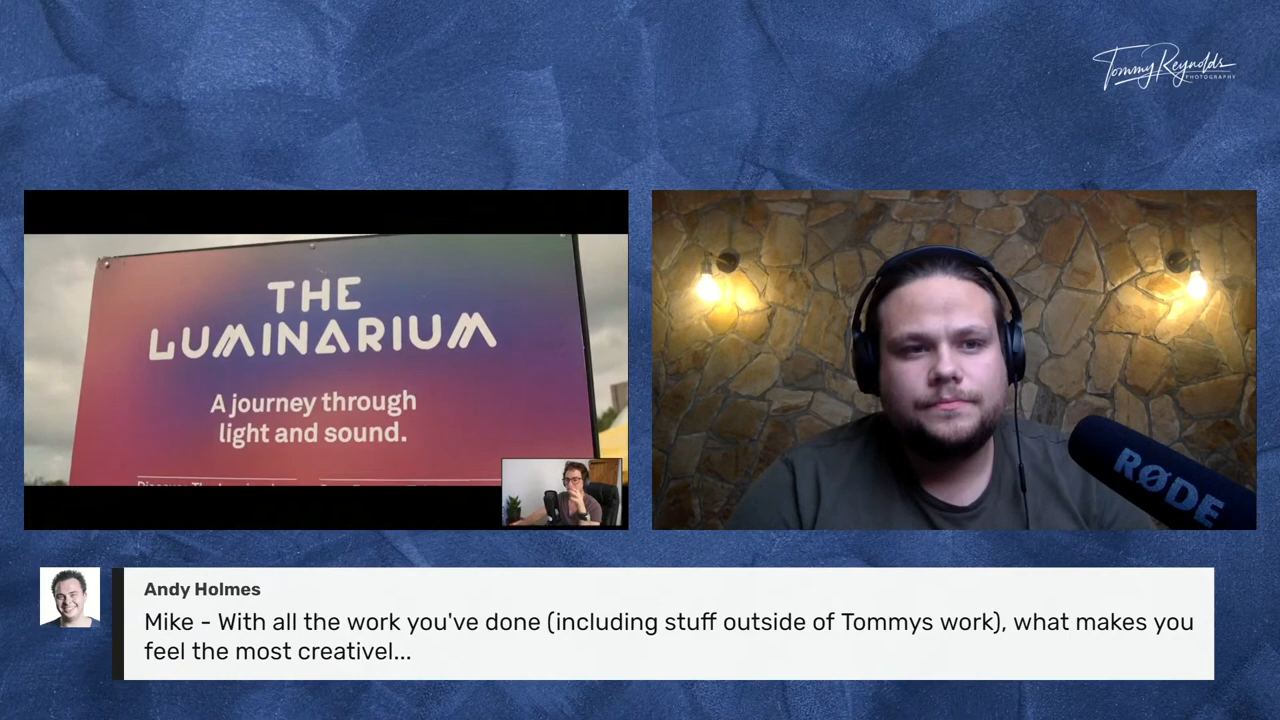 Tommy Reynolds
PHOTOGRAPHY
THE
LUMINARIUM
A journey through
light and sound.
RØDE
Andy Holmes
Mike - With all the work you've done (including stuff outside of Tommys work), what makes you
feel the most creativel...